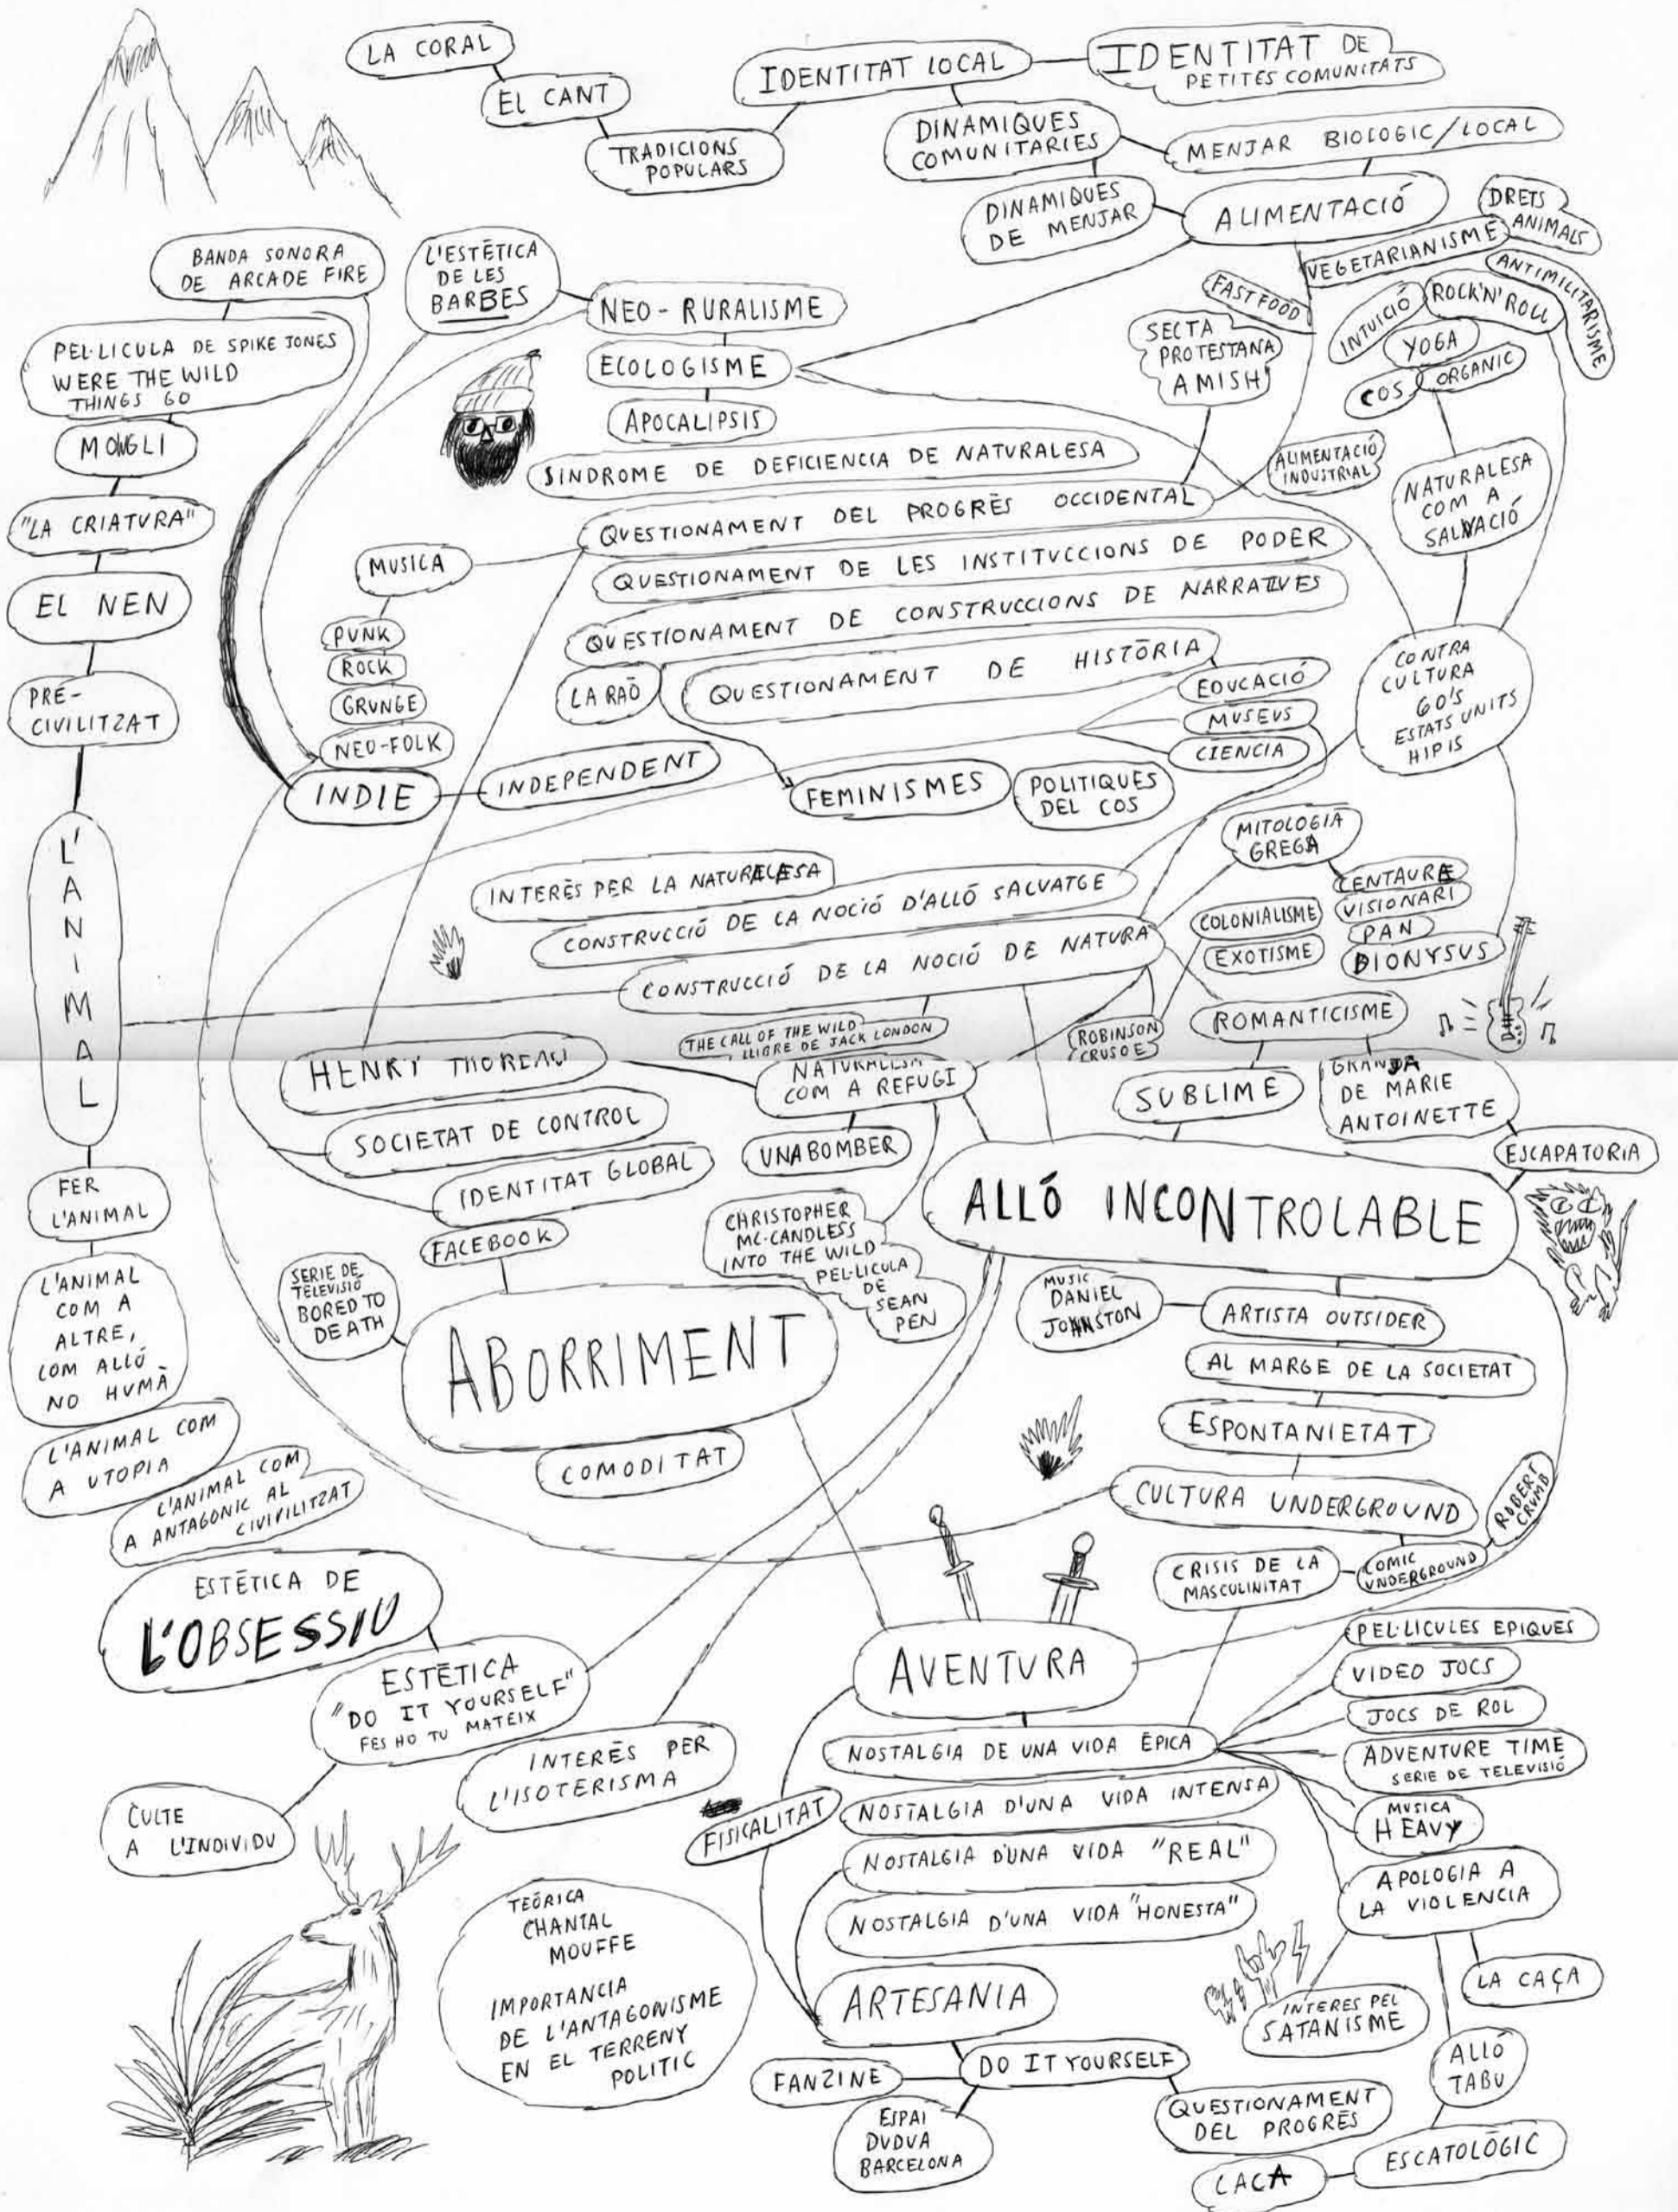 LA CORAL
EL CANT
TRADICIONS
POPULARS
IDENTITAT LOCAL
IDENTITAT DE
PETITES COMUNITATS
DINAMIQUES
COMUNITARIES
MENJAR BIOLOGIC/LOCAL
DINAMIQUES
DE MENJAR
ALIMENTACIÓ
DRETS
ANIMALS
VEGETARIANISME
ANTIMILITARISME
FAST FOOD
INTUICIÓ
ROCK'N'ROLL
YOGA
COS
ORGANIC
SECTA
PROTESTANA
AMISH
BANDA SONORA
DE ARCADE FIRE
L'ESTÈTICA
DE LES
BARBES
NEO-RURALISME
ECOLOGISME
APOCALIPSIS
PEL·LICULA DE SPIKE JONES
WERE THE WILD
THINGS GO
MOWGLI
"LA CRIATURA"
EL NEN
PRE-
CIVILITZAT
L'ANIMAL
SINDROME DE DEFICIENCIA DE NATURALESA
ALIMENTACIÓ
INDUSTRIAL
NATURALESA
COM A
SALVACIÓ
QUESTIONAMENT DEL PROGRÉS OCCIDENTAL
QUESTIONAMENT DE LES INSTITUCCIONS DE PODER
QUESTIONAMENT DE CONSTRUCCIONS DE NARRATIVES
QUESTIONAMENT DE HISTÒRIA
LA RAÓ
EDUCACIÓ
MUSEUS
CIENCIA
CONTRA
CULTURA
60'S
ESTATS UNITS
HIPIS
MUSICA
PUNK
ROCK
GRUNGE
NEO-FOLK
INDIE
INDEPENDENT
FEMINISMES
POLITIQUES
DEL COS
MITOLOGIA
GREGA
CENTAURE
VISIONARI
PAN
DIONYSUS
INTERÈS PER LA NATURALESA
CONSTRUCCIÓ DE LA NOCIÓ D'ALLÓ SALVATGE
CONSTRUCCIÓ DE LA NOCIÓ DE NATURA
COLONIALISME
EXOTISME
THE CALL OF THE WILD
LLIBRE DE JACK LONDON
ROBINSON
CRUSOE
ROMANTICISME
HENRY THOREAU
NATURALESA
COM A REFUGI
SUBLIME
GRANJA
DE MARIE
ANTOINETTE
ESCAPATORIA
SOCIETAT DE CONTROL
UNABOMBER
IDENTITAT GLOBAL
FACEBOOK
FER
L'ANIMAL
L'ANIMAL
COM A
ALTRE,
COM ALLÓ
NO HUMÀ
L'ANIMAL COM
A UTOPIA
L'ANIMAL COM
A ANTAGONIC AL
CIVIVILITZAT
SERIE DE
TELEVISIÓ
BORED TO
DEATH
CHRISTOPHER
MC.CANDLESS
INTO THE WILD
PEL·LICULA
DE
SEAN
PEN
ALLÓ INCONTROLABLE
MUSIC
DANIEL
JOHNSTON
ARTISTA OUTSIDER
AL MARGE DE LA SOCIETAT
ESPONTANIETAT
CULTURA UNDERGROUND
ROBERT
CRUMB
COMIC
UNDERGROUND
CRISIS DE LA
MASCULINITAT
ABORRIMENT
COMODITAT
ESTÈTICA DE
L'OBSESSIÓ
ESTÈTICA
"DO IT YOURSELF"
FES HO TU MATEIX
INTERÈS PER
L'ISOTERISMA
CULTE
A L'INDIVIDU
AVENTURA
NOSTALGIA DE UNA VIDA ÈPICA
NOSTALGIA D'UNA VIDA INTENSA
NOSTALGIA D'UNA VIDA "REAL"
NOSTALGIA D'UNA VIDA "HONESTA"
FISICALITAT
PEL·LICULES EPIQUES
VIDEO JOCS
JOCS DE ROL
ADVENTURE TIME
SERIE DE TELEVISIÓ
MUSICA
HEAVY
APOLOGIA A
LA VIOLENCIA
LA CAÇA
INTERES PEL
SATANISME
ALLÓ
TABU
ESCATOLÒGIC
CACA
TEÒRICA
CHANTAL
MOUFFE
IMPORTANCIA
DE L'ANTAGONISME
EN EL TERRENY
POLITIC
ARTESANIA
DO IT YOURSELF
FANZINE
ESPAI
DUDUA
BARCELONA
QUESTIONAMENT
DEL PROGRÉS